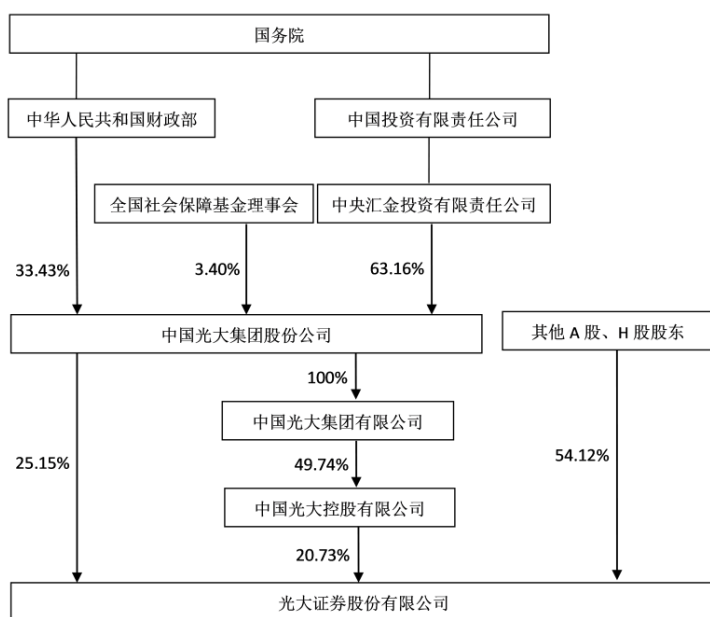 国务院
中华人民共和国财政部
中国投资有限责任公司
全国社会保障基金理事会
中央汇金投资有限责任公司
33.43%
3.40%
63.16%
中国光大集团股份公司
其他 A 股、H 股股东
100%
中国光大集团有限公司
25.15%
49.74%
54.12%
中国光大控股有限公司
20.73%
光大证券股份有限公司